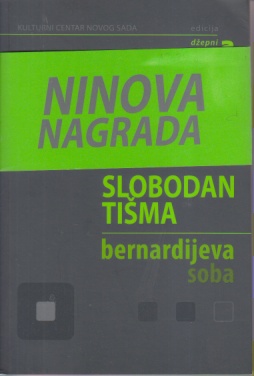 KULTURNI CENTAR NOVOG SADA
edicija
džepni
NINOVA
NAGRADA
SLOBODAN
TIŠMA
bernardijeva
soba